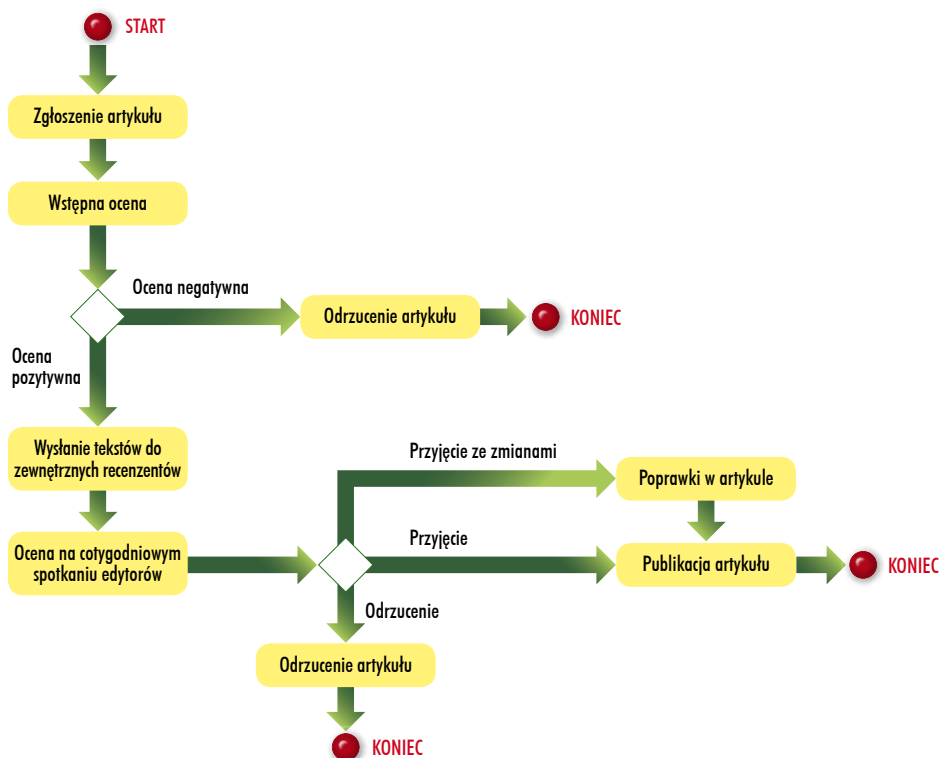 START
Zgłoszenie artykułu
Wstępna ocena
Ocena negatywna
Odrzucenie artykułu
KONIEC
Ocena
pozytywna
Wysłanie tekstów do
zewnętrznych recenzentów
Ocena na cotygodniowym
spotkaniu edytorów
Przyjęcie ze zmianami
Poprawki w artykule
Przyjęcie
Publikacja artykułu
KONIEC
Odrzucenie
Odrzucenie artykułu
KONIEC